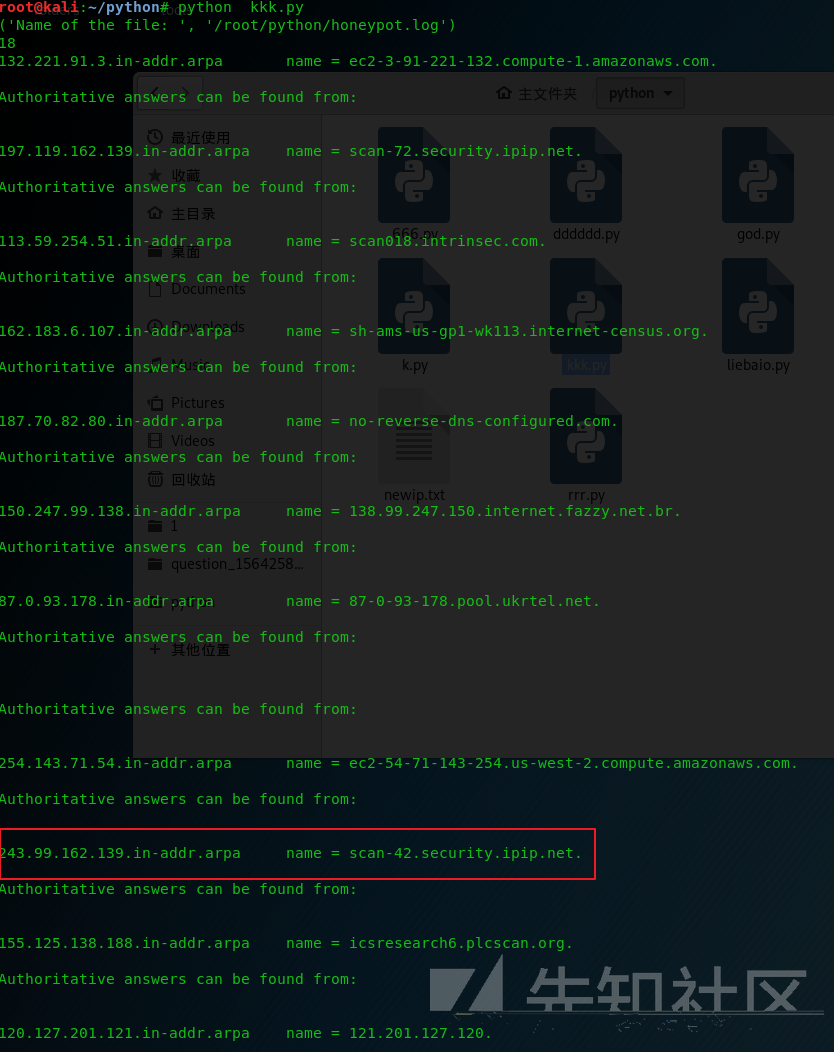 root@kali:~/python# python  kkk.py
('Name of the file: ', '/root/python/honeypot.log')
18
132.221.91.3.in-addr.arpa      name = ec2-3-91-221-132.compute-1.amazonaws.com.
Authoritative answers can be found from:
主文件夹 python
最近使用
197.119.162.139.in-addr.arpa    name = scan-72.security.ipip.net.
收藏
Authoritative answers can be found from:
主目录
666.py dddddd.py god.py
113.59.254.51.in-addr.arpa      name = scan018.intrinsec.com.
桌面
Authoritative answers can be found from:
Documents
Downloads
162.183.6.107.in-addr.arpa      name = sh-ams-us-gp1-wk113.internet-census.org.
Music
Authoritative answers can be found from:
k.py kkk.py liebaio.py
Pictures
187.70.82.80.in-addr.arpa       name = no-reverse-dns-configured.com.
Videos
Authoritative answers can be found from:
回收站
newip.txt rrr.py
150.247.99.138.in-addr.arpa     name = 138.99.247.150.internet.fazzy.net.br.
1
Authoritative answers can be found from:
question_1564258...
87.0.93.178.in-addr.arpa        name = 87-0-93-178.pool.ukrtel.net.
Authoritative answers can be found from:
其他位置
Authoritative answers can be found from:
254.143.71.54.in-addr.arpa      name = ec2-54-71-143-254.us-west-2.compute.amazonaws.com.
Authoritative answers can be found from:
243.99.162.139.in-addr.arpa     name = scan-42.security.ipip.net.
Authoritative answers can be found from:
155.125.138.188.in-addr.arpa    name = icsresearch6.plcscan.org.
Authoritative answers can be found from:
先知社区
120.127.201.121.in-addr.arpa    name = 121.201.127.120.